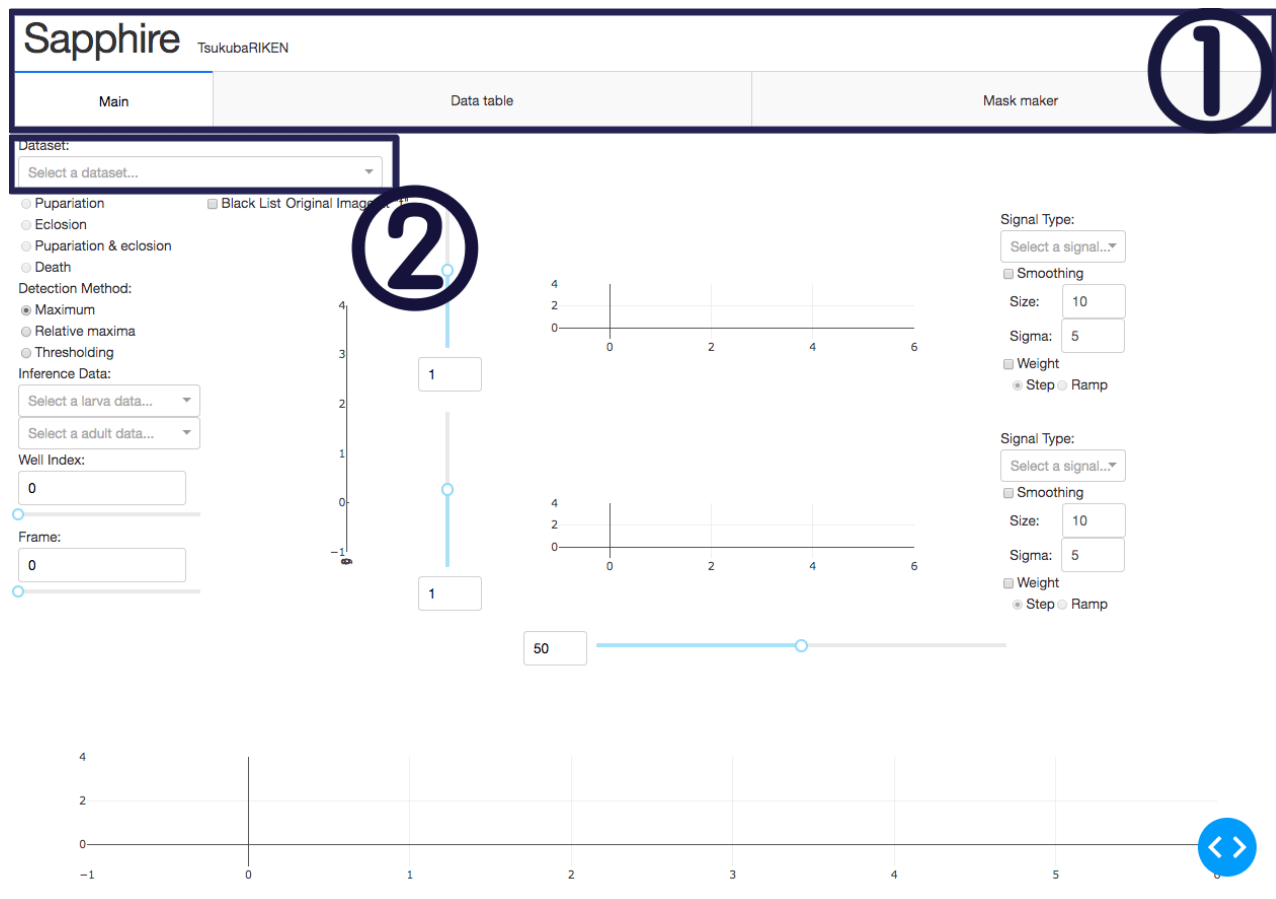 Sapphire TsukubaRIKEN
①
Main Data table Mask maker
Dataset:
Select a dataset...
②
Pupariation
Black List Original Image
Eclosion
Pupariation & eclosion
Death
Detection Method:
Maximum
Relative maxima
Thresholding
Inference Data:
Select a larva data...
Select a adult data...
Well Index:
0
Frame:
0
4
3
2
1
0
−1
1
1
4
2
0
0 2 4 6
4
2
0
0 2 4 6
50
Signal Type:
Select a signal...
Smoothing
Size: 10
Sigma: 5
Weight
Step Ramp
Signal Type:
Select a signal...
Smoothing
Size: 10
Sigma: 5
Weight
Step Ramp
4
2
0
−1 0 1 2 3 4 5